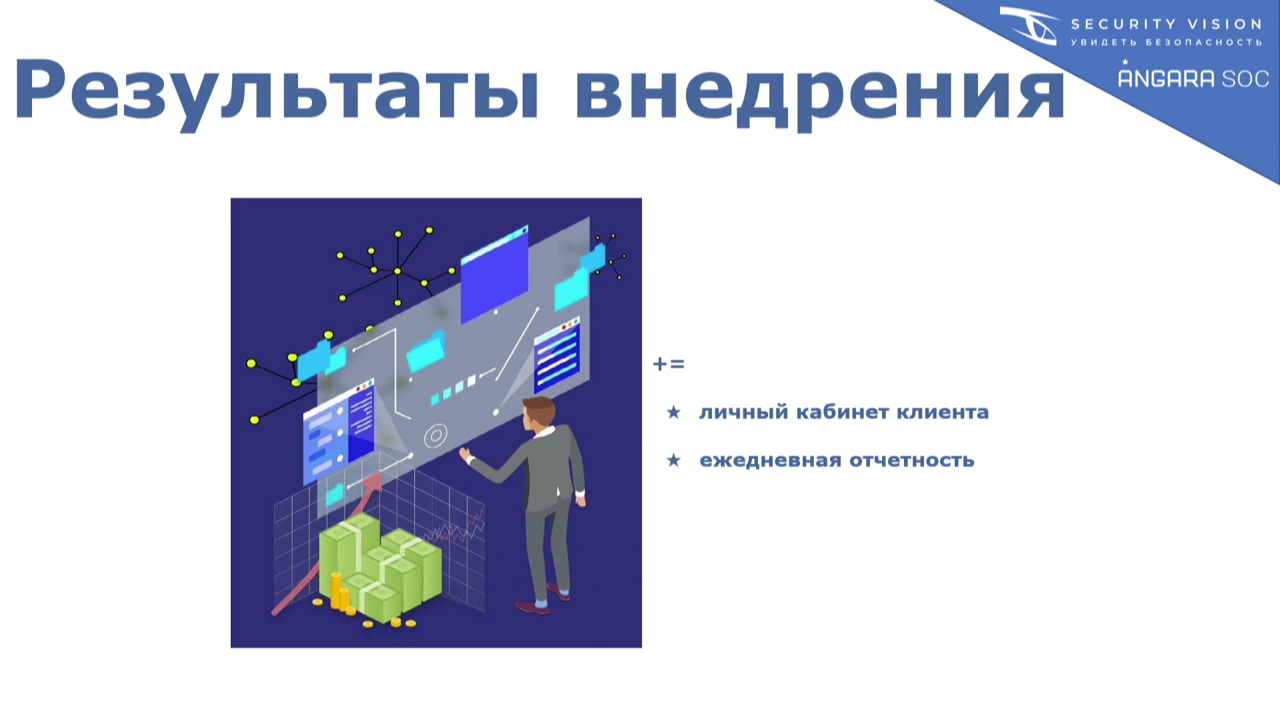 SECURITY VISION
УВИДЕТЬ БЕЗОПАСНОСТЬ
ANGARA SOC
Результаты внедрения
+=
★ личный кабинет клиента
★ ежедневная отчетность